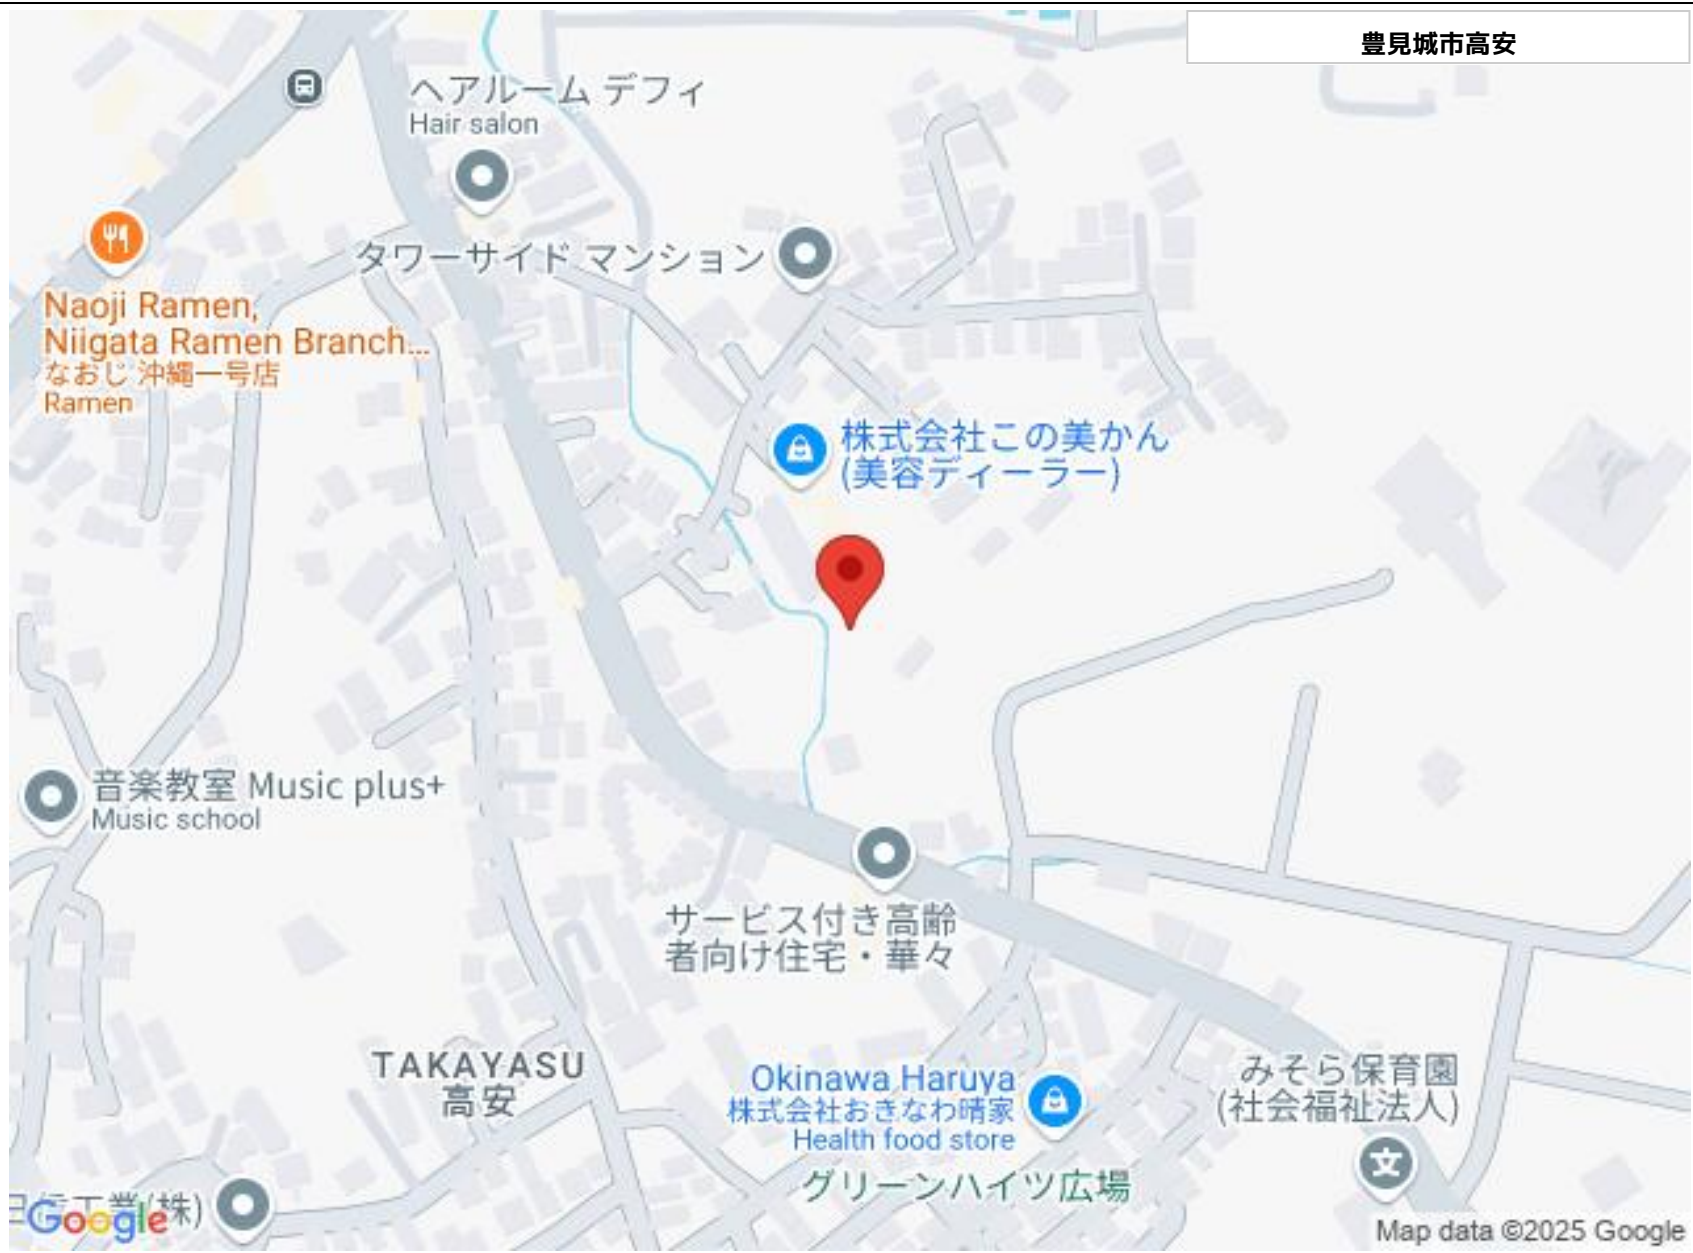 豊見城市高安
ヘアルーム デフィ
Hair salon
タワーサイド マンション
Naoji Ramen,
Niigata Ramen Branch...
なおじ 沖縄一号店
Ramen
株式会社この美かん
(美容ディーラー)
音楽教室 Music plus+
Music school
サービス付き高齢
者向け住宅・華々
TAKAYASU
高安
Okinawa Haruya
株式会社おきなわ晴家
Health food store
みそら保育園
(社会福祉法人)
文
グリーンハイツ広場
工業(株)
Google
Map data ©2025 Google